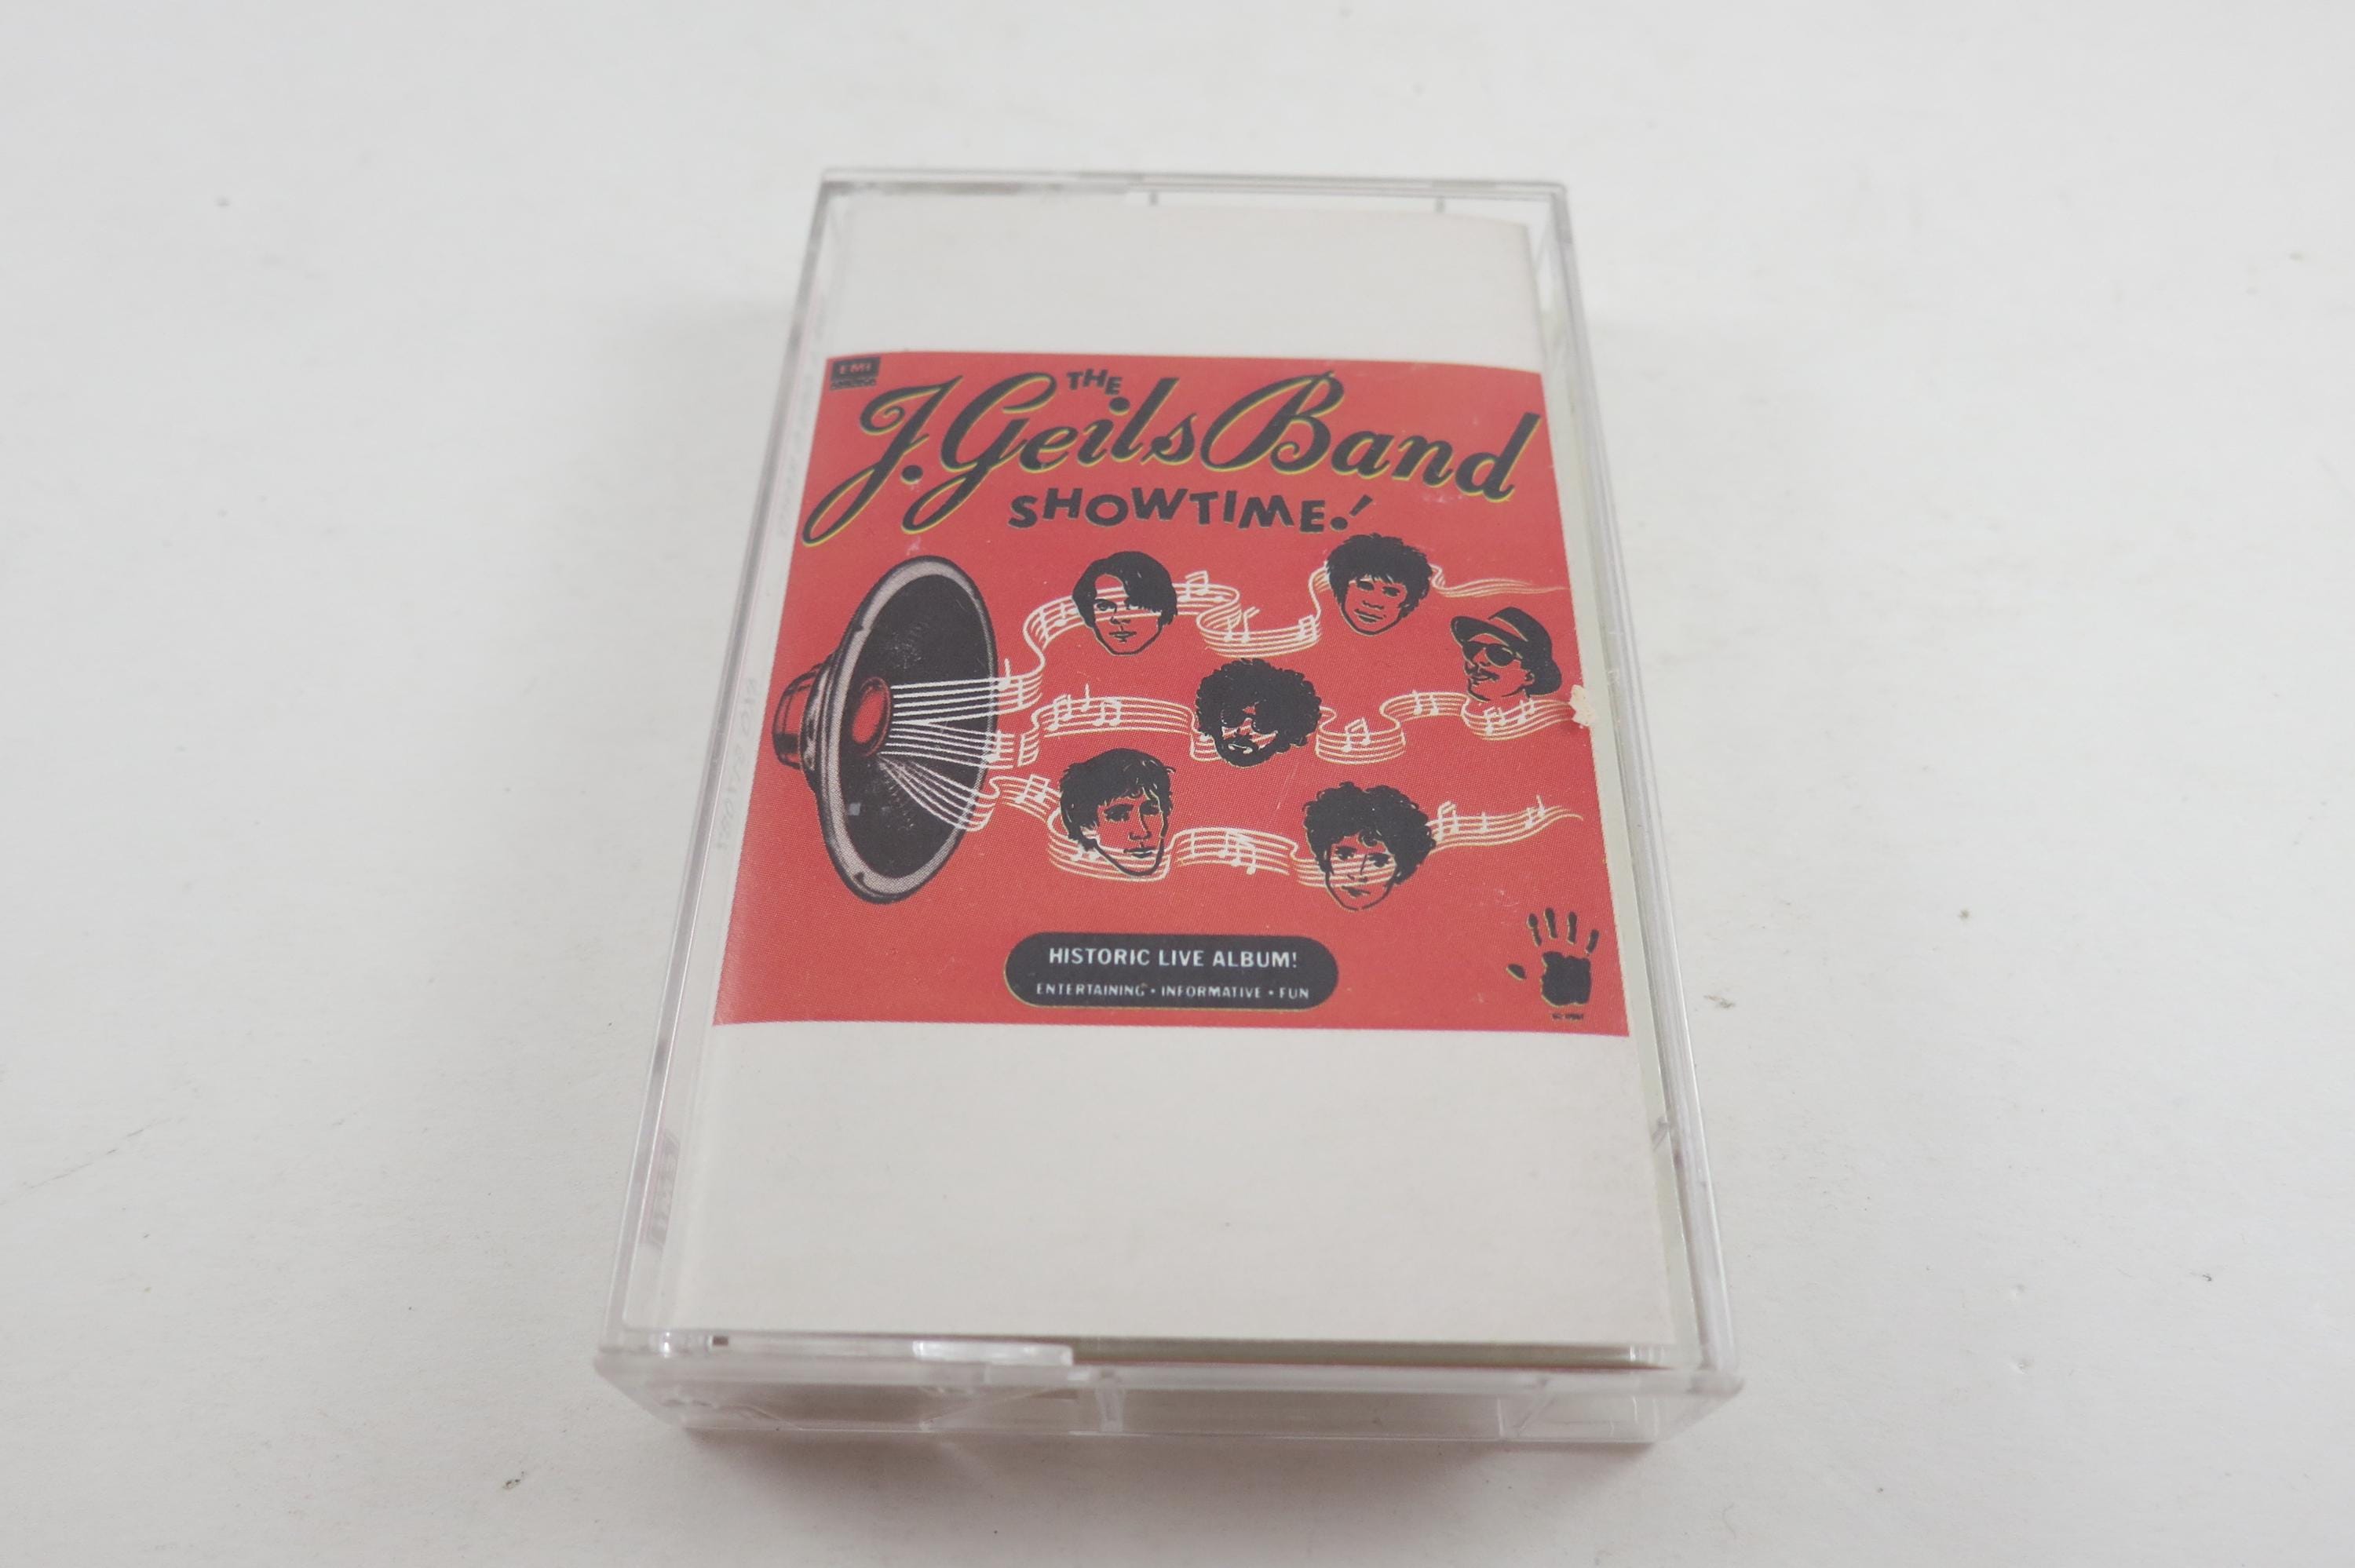 EMI
THE
J. Geils Band
SHOWTIME!
HISTORIC LIVE ALBUM!
ENTERTAINING • INFORMATIVE • FUN